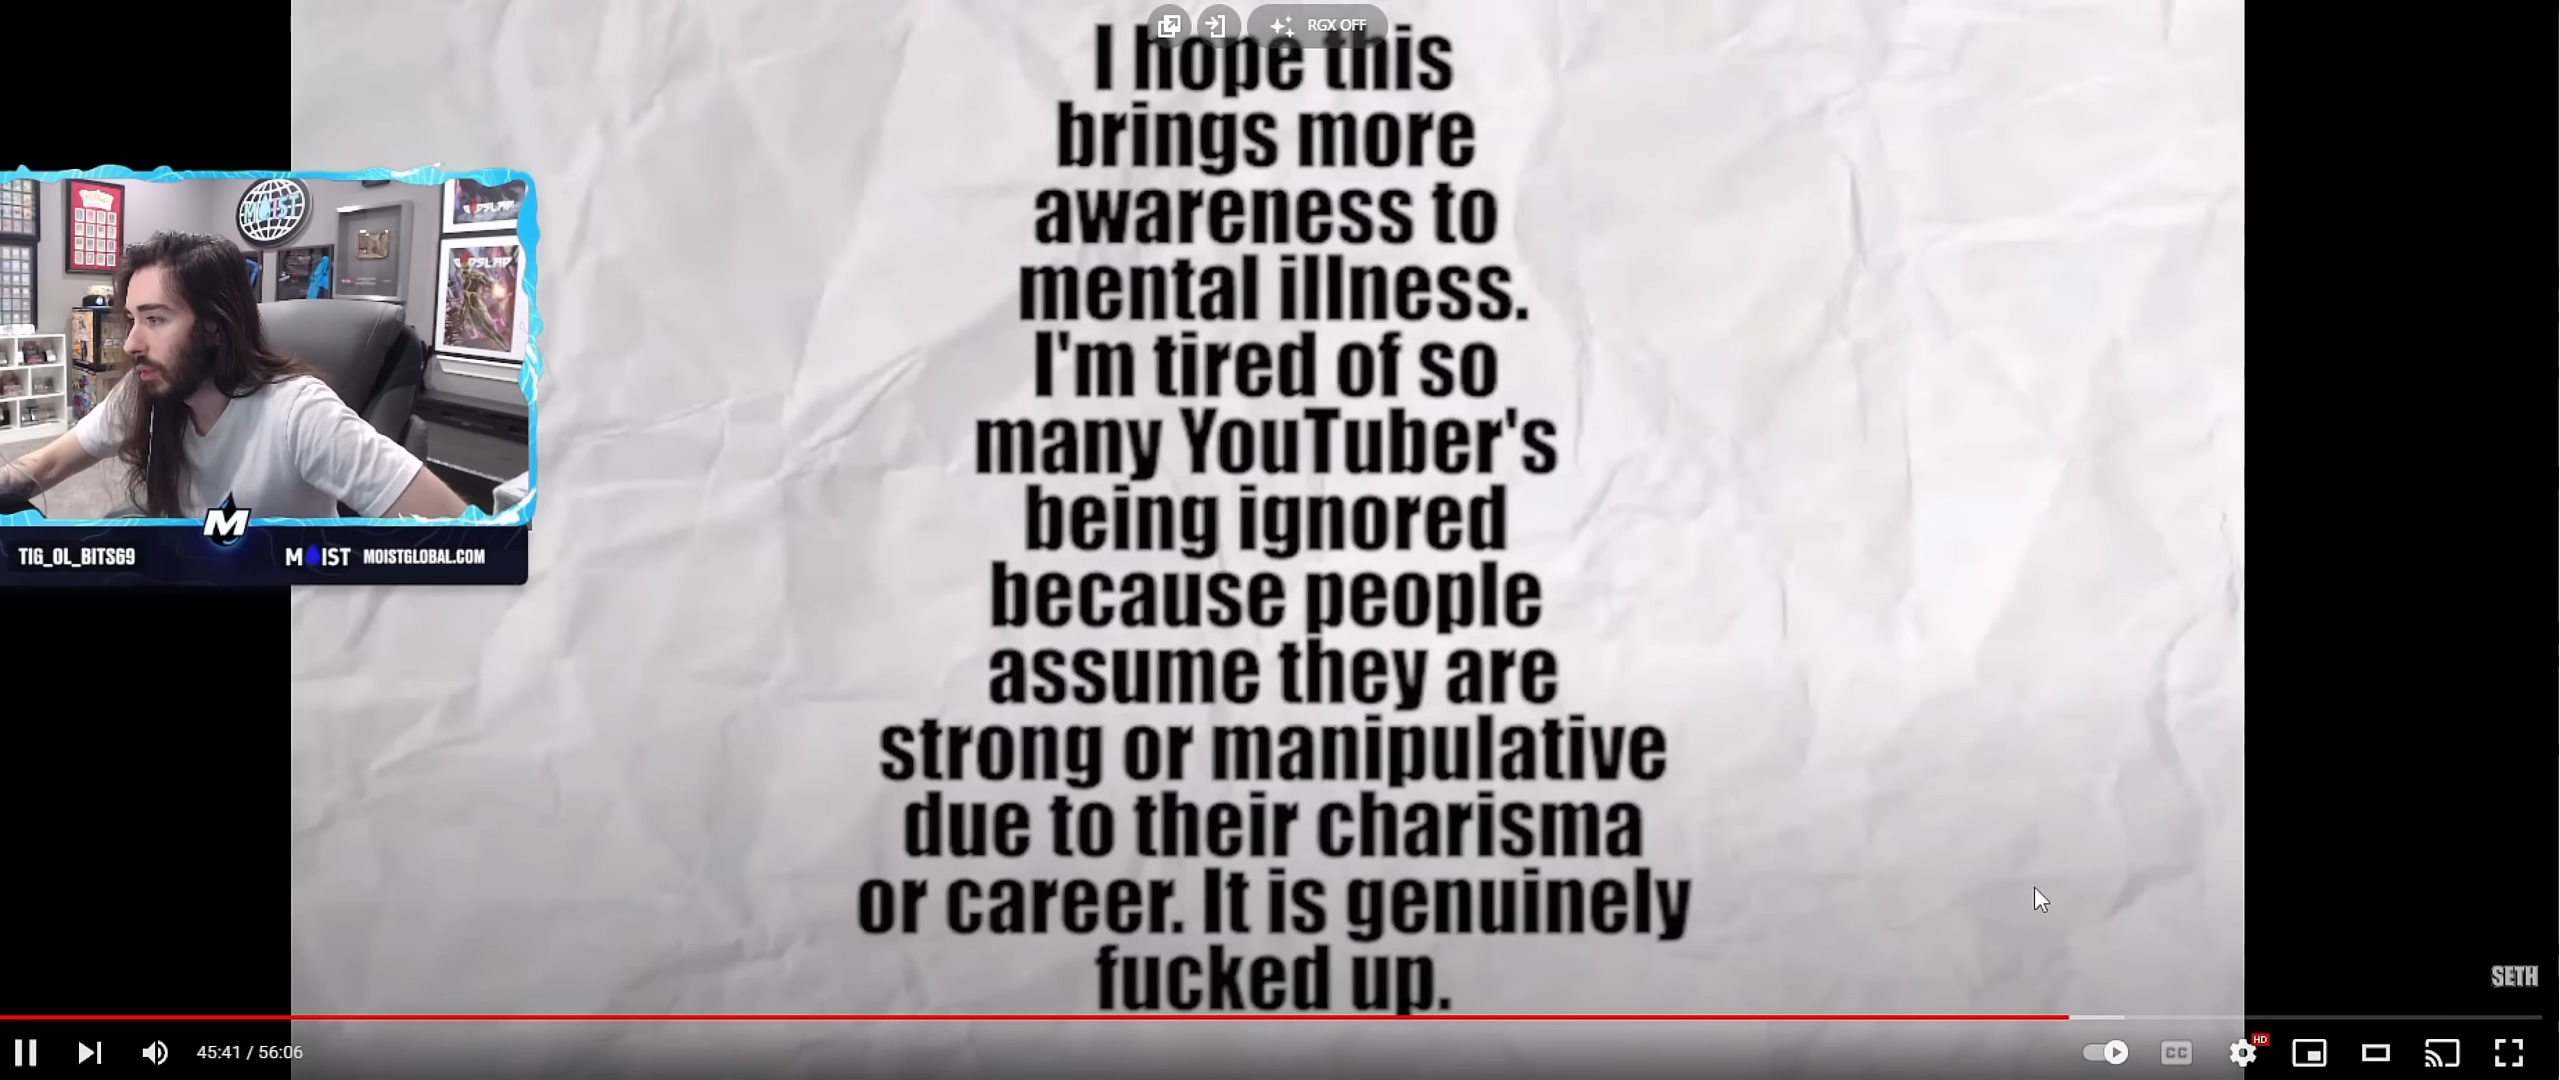 RGX OFF
I hope this
brings more
awareness to
mental illness.
I'm tired of so
many YouTuber's
being ignored
because people
assume they are
strong or manipulative
due to their charisma
or career. It is genuinely
fucked up.
MOIST
M
TIG_OL_BITS69
MOIST MOISTGLOBAL.COM
SETH
45:41 / 56:06
CC
HD